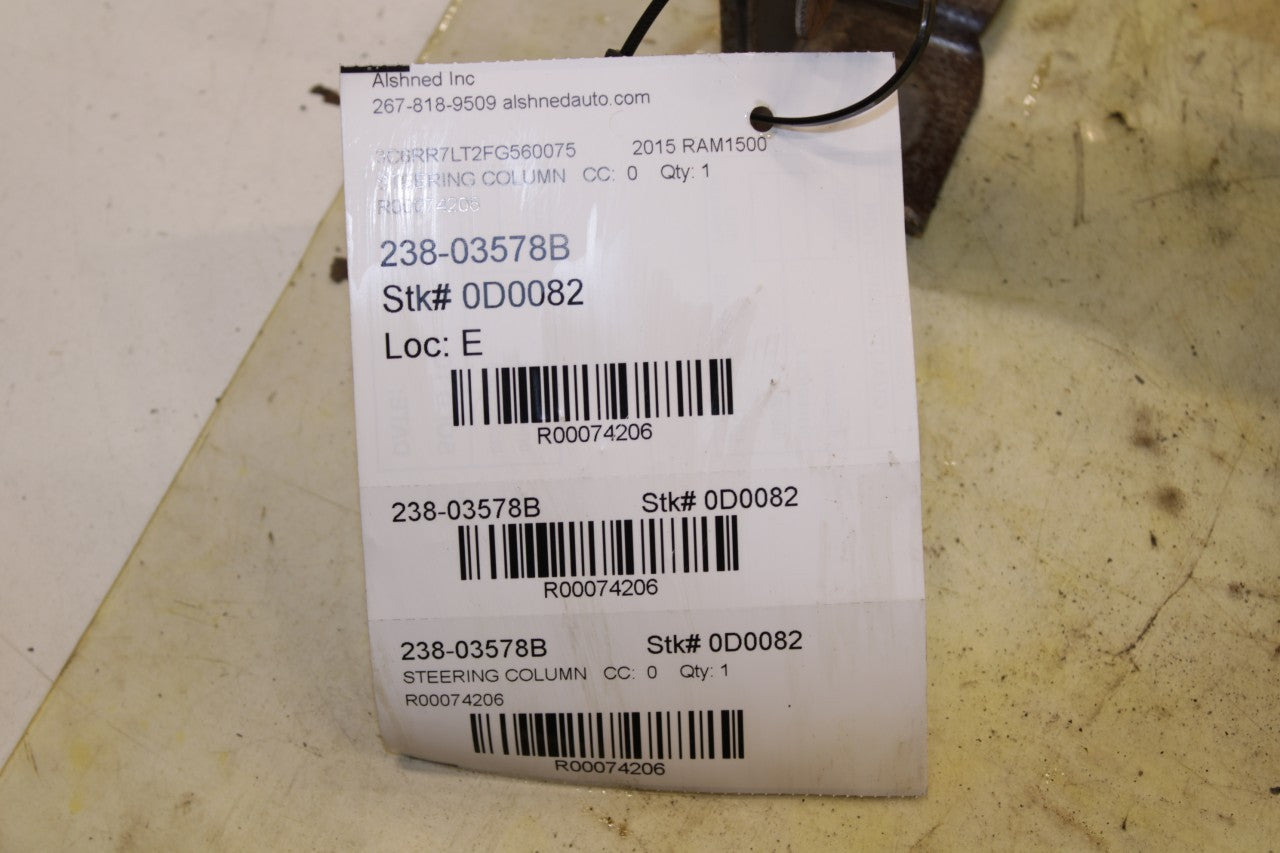 Alshned Inc
267-818-9509 alshnedauto.com
3C6RR7LT2FG560075 2015 RAM1500
STEERING COLUMN CC: 0 Qty: 1
R00074206
238-03578B
Stk# 0D0082
Loc: E
R00074206
238-03578B Stk# 0D0082
R00074206
238-03578B Stk# 0D0082
STEERING COLUMN CC: 0 Qty: 1
R00074206
R00074206